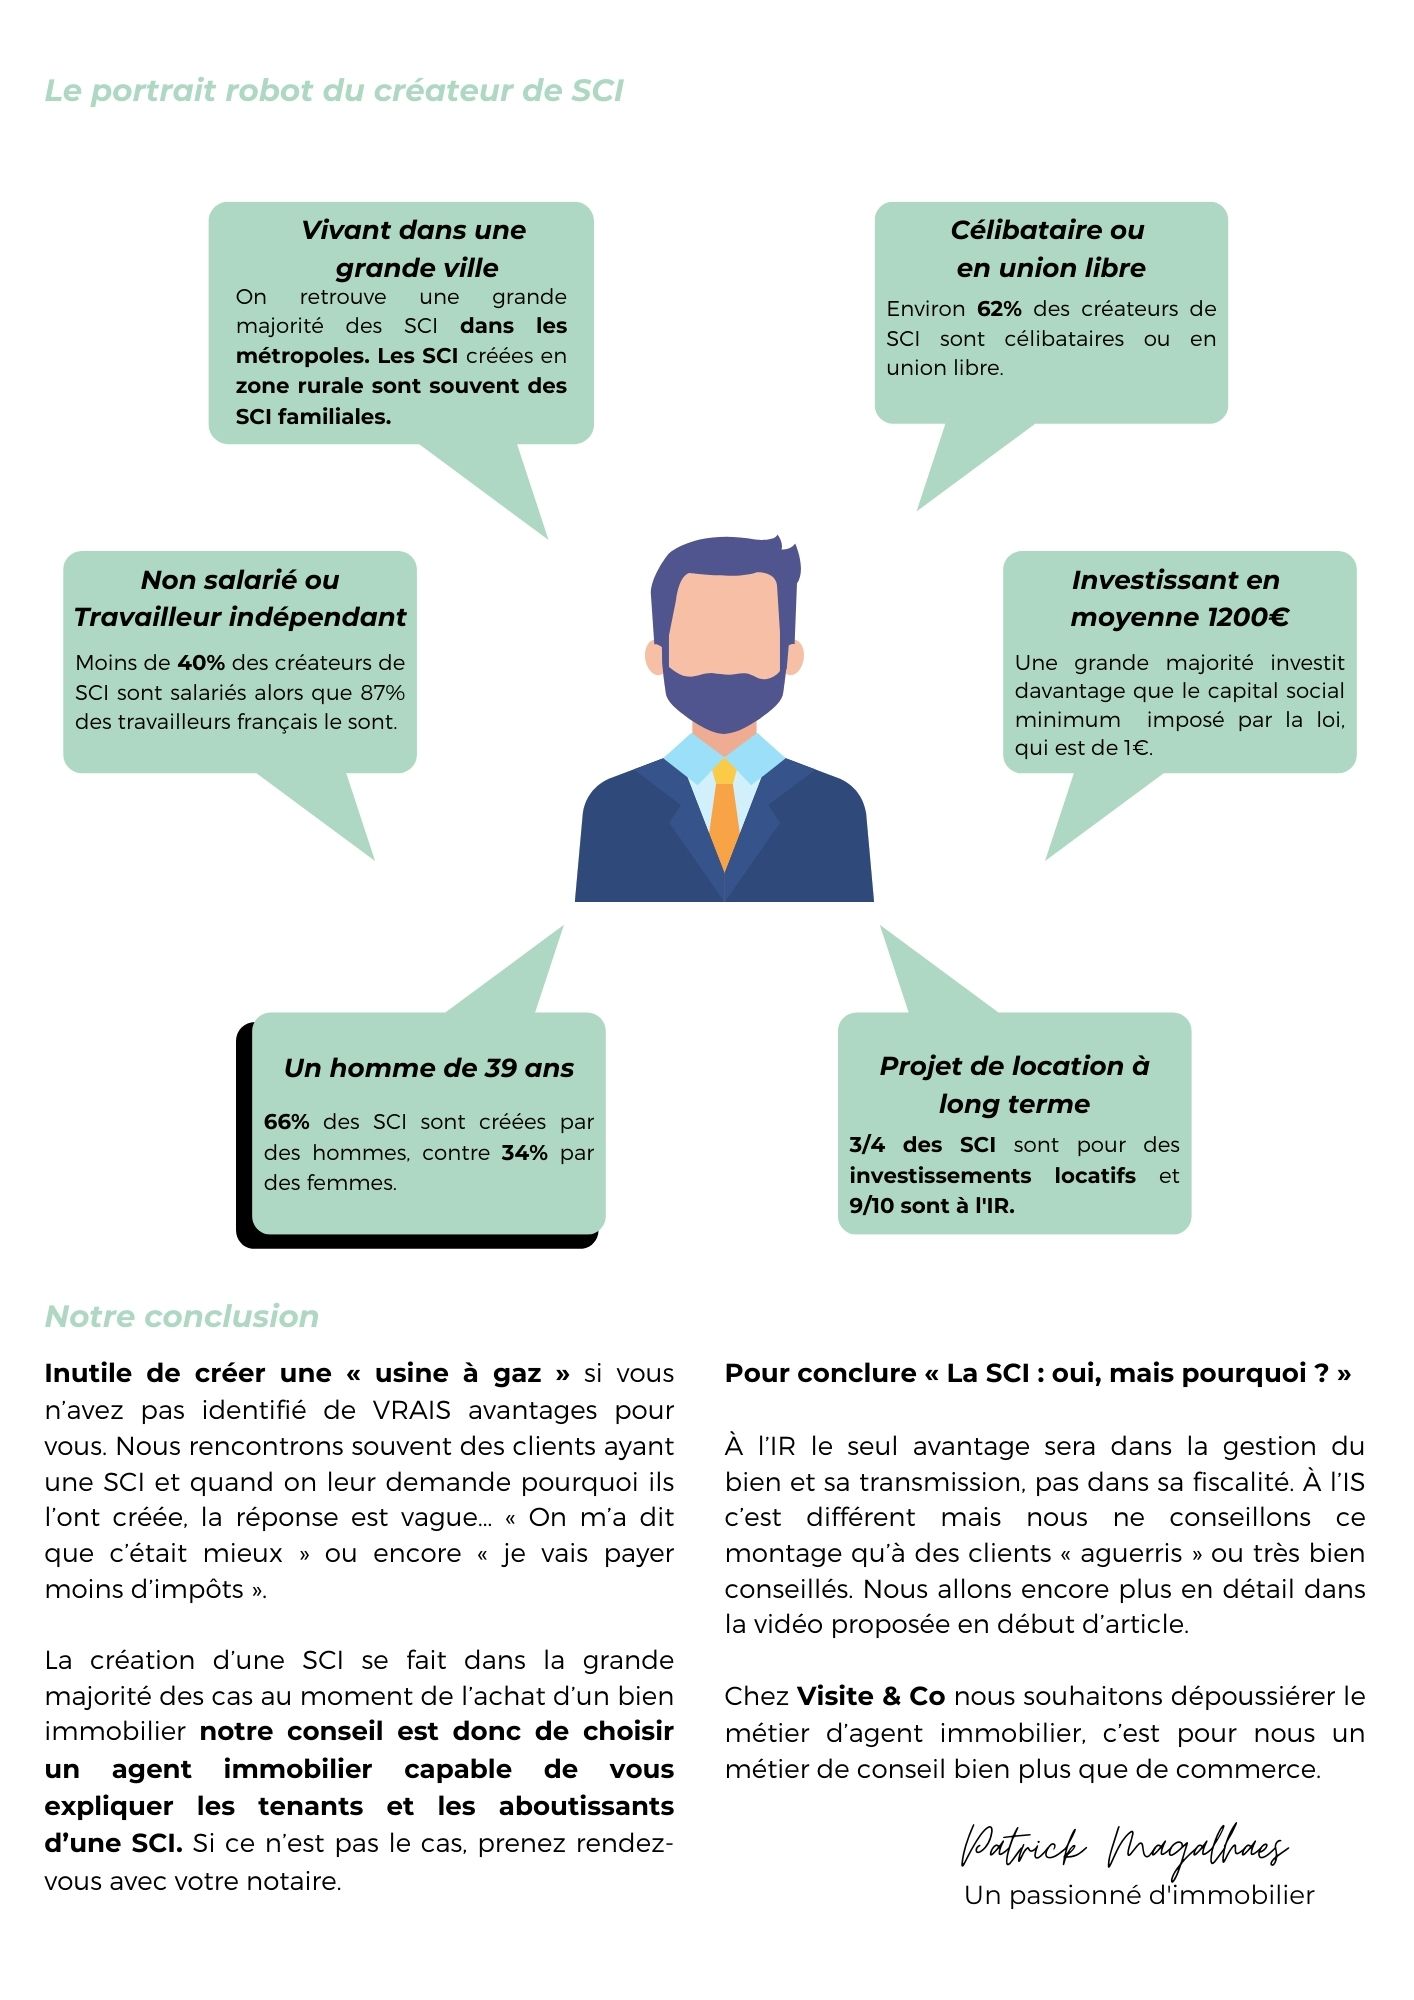 Le portrait robot du créateur de SCI
Vivant dans une
grande ville
On retrouve une grande
majorité des SCI dans les
métropoles. Les SCI créées en
zone rurale sont souvent des
SCI familiales.
Célibataire ou
en union libre
Environ 62% des créateurs de
SCI sont célibataires ou en
union libre.
Non salarié ou
Travailleur indépendant
Moins de 40% des créateurs de
SCI sont salariés alors que 87%
des travailleurs français le sont.
Investissant en
moyenne 1200€
Une grande majorité investit
davantage que le capital social
minimum imposé par la loi,
qui est de 1€.
Un homme de 39 ans
66% des SCI sont créées par
des hommes, contre 34% par
des femmes.
Projet de location à
long terme
3/4 des SCI sont pour des
investissements locatifs et
9/10 sont à l'IR.
Notre conclusion
Inutile de créer une « usine à gaz » si vous
n’avez pas identifié de VRAIS avantages pour
vous. Nous rencontrons souvent des clients ayant
une SCI et quand on leur demande pourquoi ils
l’ont créée, la réponse est vague... « On m’a dit
que c’était mieux » ou encore « je vais payer
moins d’impôts ».
La création d’une SCI se fait dans la grande
majorité des cas au moment de l’achat d’un bien
immobilier notre conseil est donc de choisir
un agent immobilier capable de vous
expliquer les tenants et les aboutissants
d’une SCI. Si ce n’est pas le cas, prenez rendez-
vous avec votre notaire.
Pour conclure « La SCI : oui, mais pourquoi ? »
À l’IR le seul avantage sera dans la gestion du
bien et sa transmission, pas dans sa fiscalité. À l’IS
c’est différent mais nous ne conseillons ce
montage qu’à des clients « aguerris » ou très bien
conseillés. Nous allons encore plus en détail dans
la vidéo proposée en début d’article.
Chez Visite & Co nous souhaitons dépoussiérer le
métier d’agent immobilier, c’est pour nous un
métier de conseil bien plus que de commerce.
Patrick Magalhaes
Un passionné d'immobilier